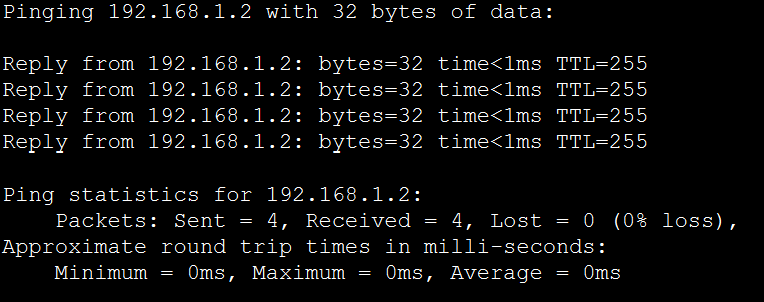 Pinging 192.168.1.2 with 32 bytes of data:
Reply from 192.168.1.2: bytes=32 time<1ms TTL=255
Reply from 192.168.1.2: bytes=32 time<1ms TTL=255
Reply from 192.168.1.2: bytes=32 time<1ms TTL=255
Reply from 192.168.1.2: bytes=32 time<1ms TTL=255
Ping statistics for 192.168.1.2:
    Packets: Sent = 4, Received = 4, Lost = 0 (0% loss),
Approximate round trip times in milli-seconds:
    Minimum = 0ms, Maximum = 0ms, Average = 0ms